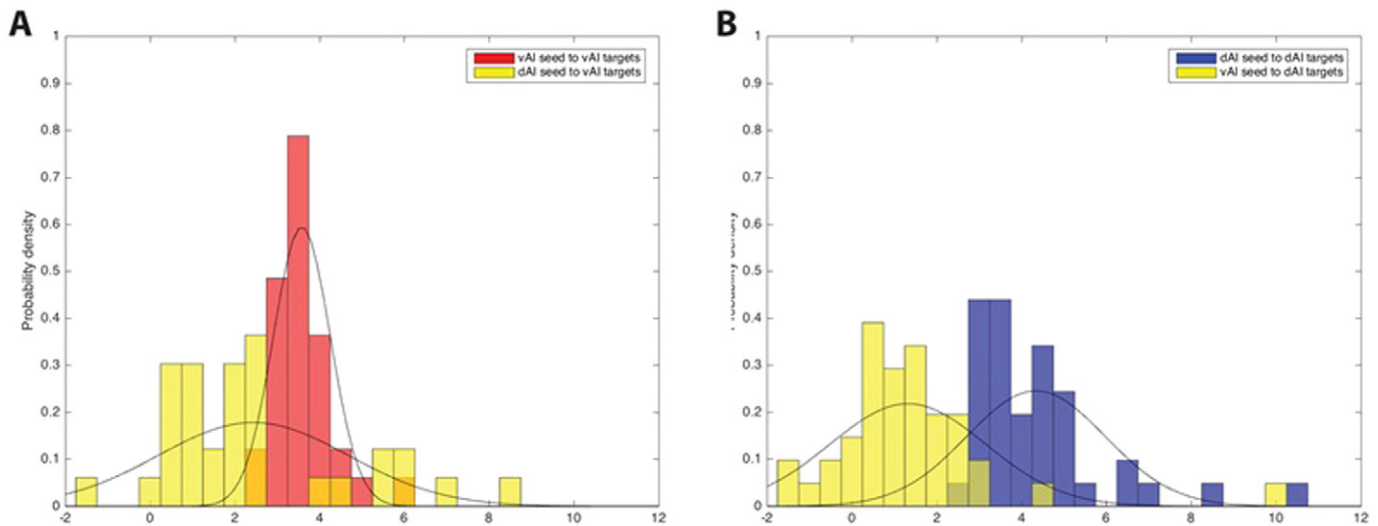 A
B
1
0.9
0.8
0.7
0.6
0.5
0.4
0.3
0.2
0.1
0
Probability density
vAI seed to vAI targets
dAI seed to vAI targets
-2 0 2 4 6 8 10 12
1
0.9
0.8
0.7
0.6
0.5
0.4
0.3
0.2
0.1
0
dAI seed to dAI targets
vAI seed to dAI targets
-2 0 2 4 6 8 10 12